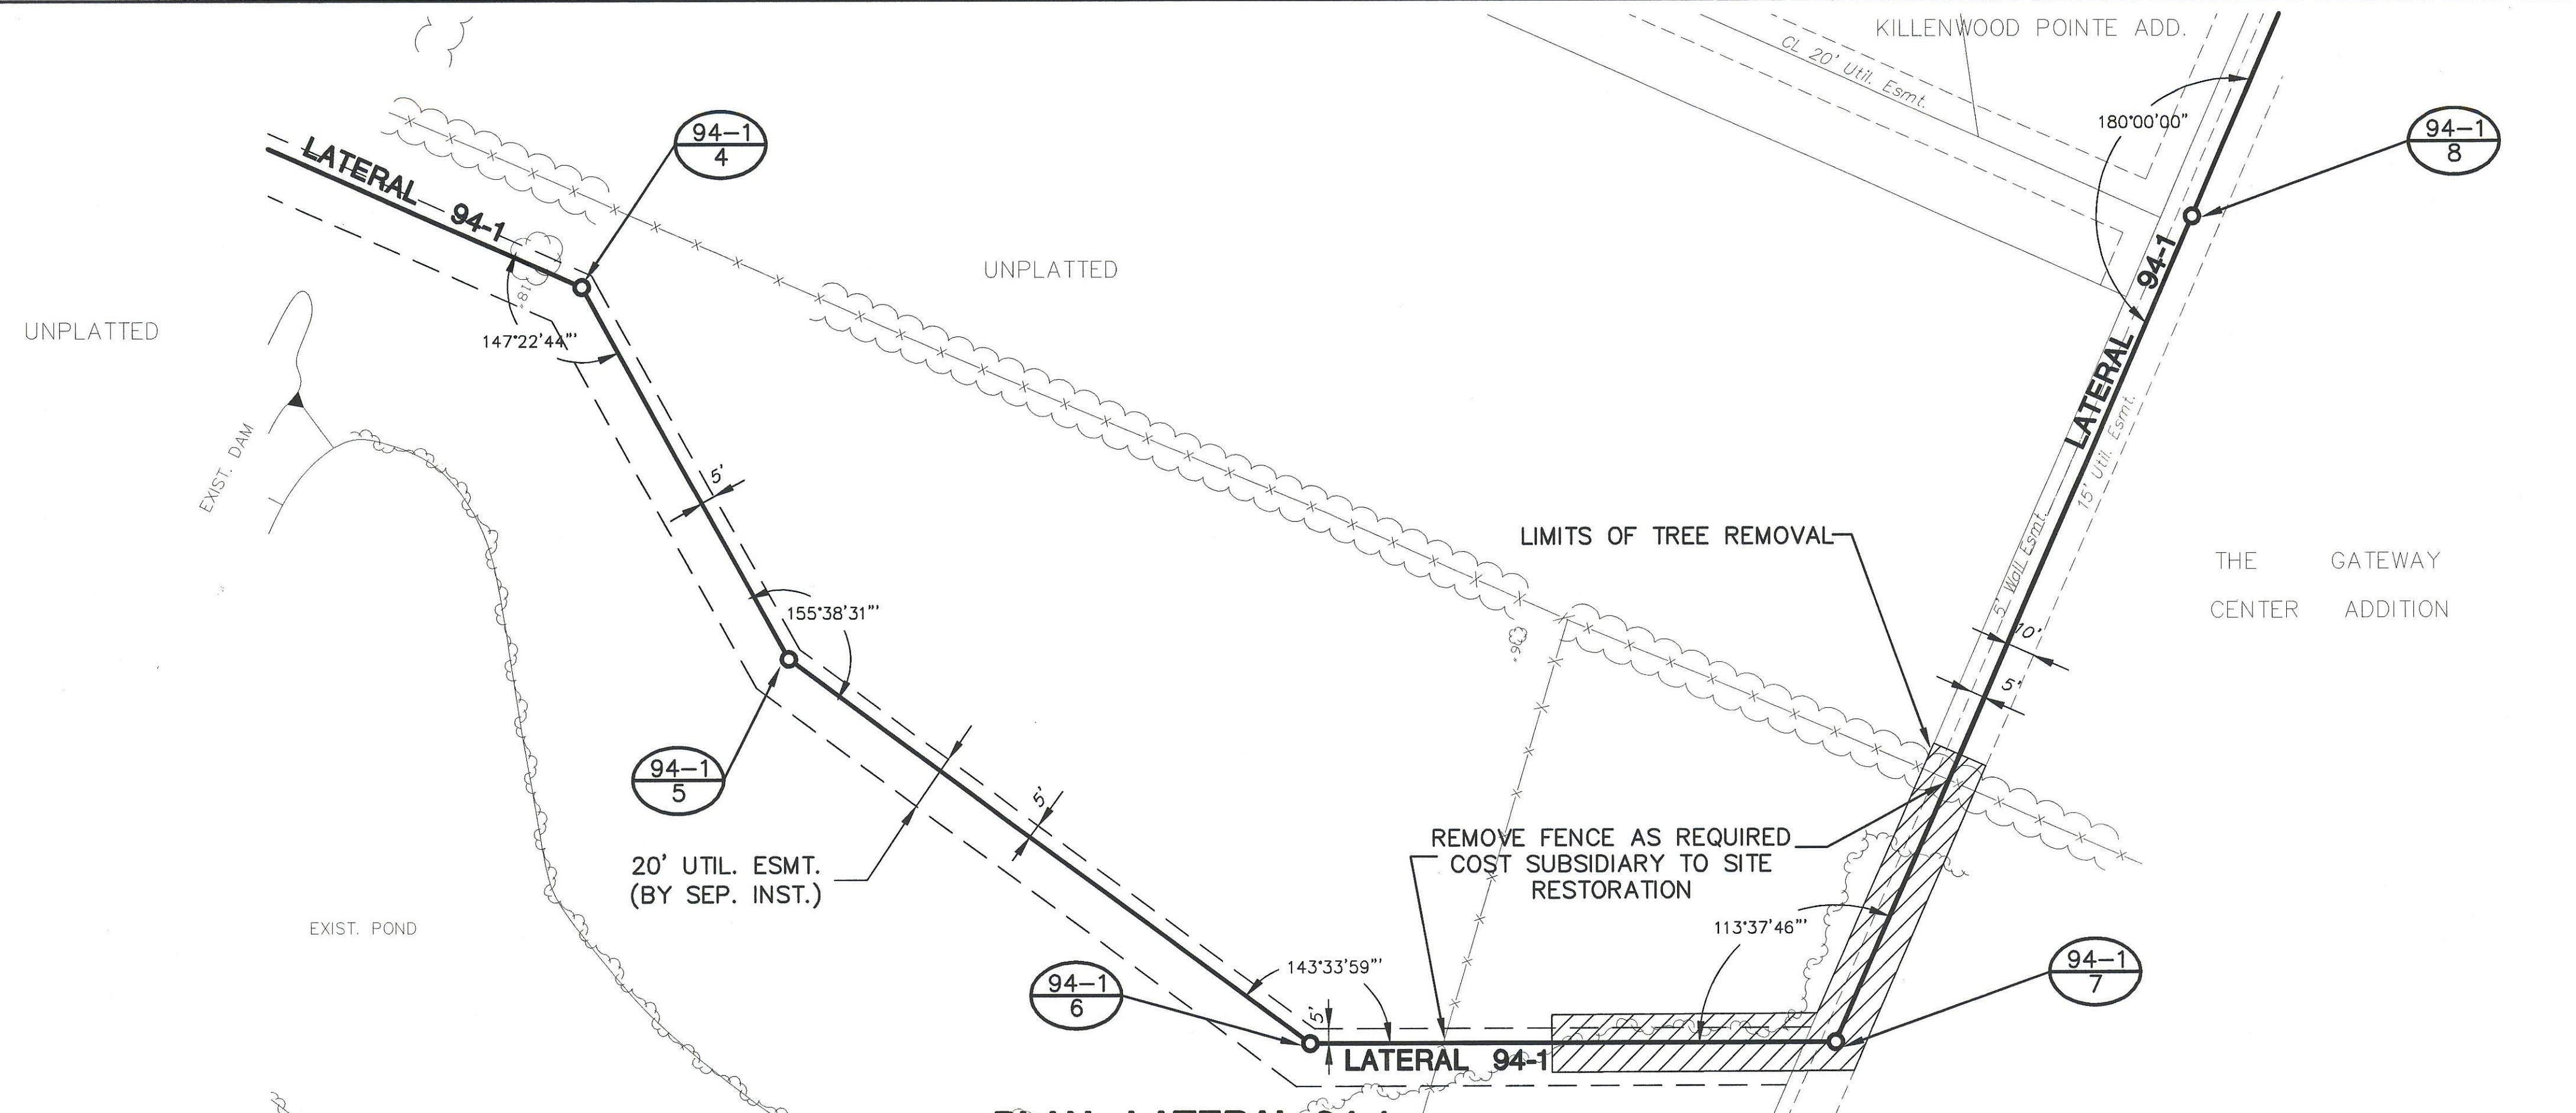 KILLENWOOD POINTE ADD.
CL 20' Util. Esmt.
180°00'00"
94-1
8
94-1
4
LATERAL 94-1
18"
147°22'44"'
UNPLATTED
UNPLATTED
EXIST. DAM
5'
155°38'31"'
94-1
5
20' UTIL. ESMT.
(BY SEP. INST.)
5'
EXIST. POND
LATERAL 94-1
15' Util. Esmt.
5' Wall Esmt.
LIMITS OF TREE REMOVAL
THE GATEWAY
CENTER ADDITION
10'
5'
REMOVE FENCE AS REQUIRED
COST SUBSIDIARY TO SITE
RESTORATION
113°37'46"'
143°33'59"'
94-1
6
5'
LATERAL 94-1
94-1
7